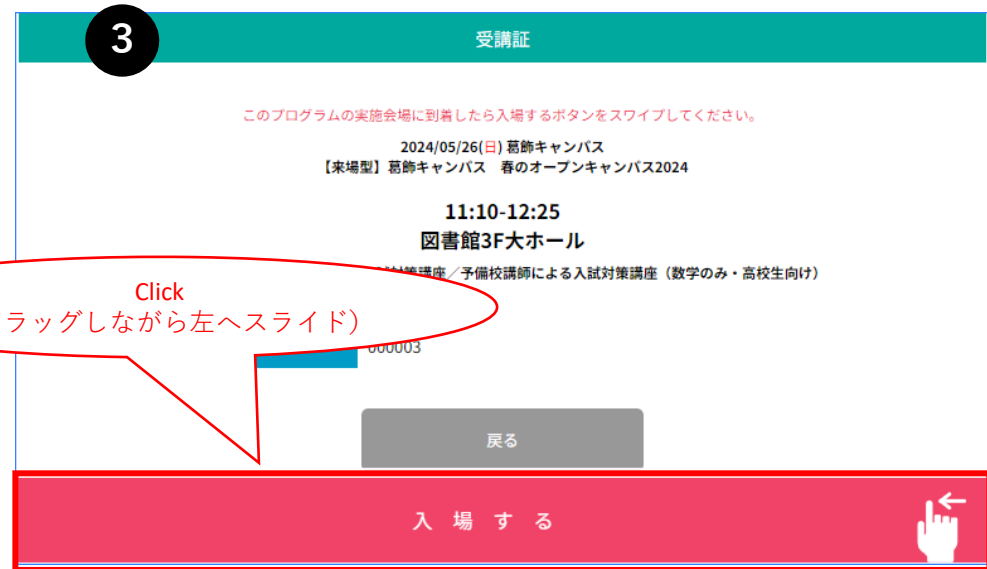 3
受講証
このプログラムの実施会場に到着したら入場するボタンをスワイプしてください。
2024/05/26(日) 葛飾キャンパス
【来場型】葛飾キャンパス 春のオープンキャンパス2024
11:10-12:25
図書館3F大ホール
対策講座／予備校講師による入試対策講座（数学のみ・高校生向け）
Click
ラッグしながら左へスライド）
000003
戻る
入場する